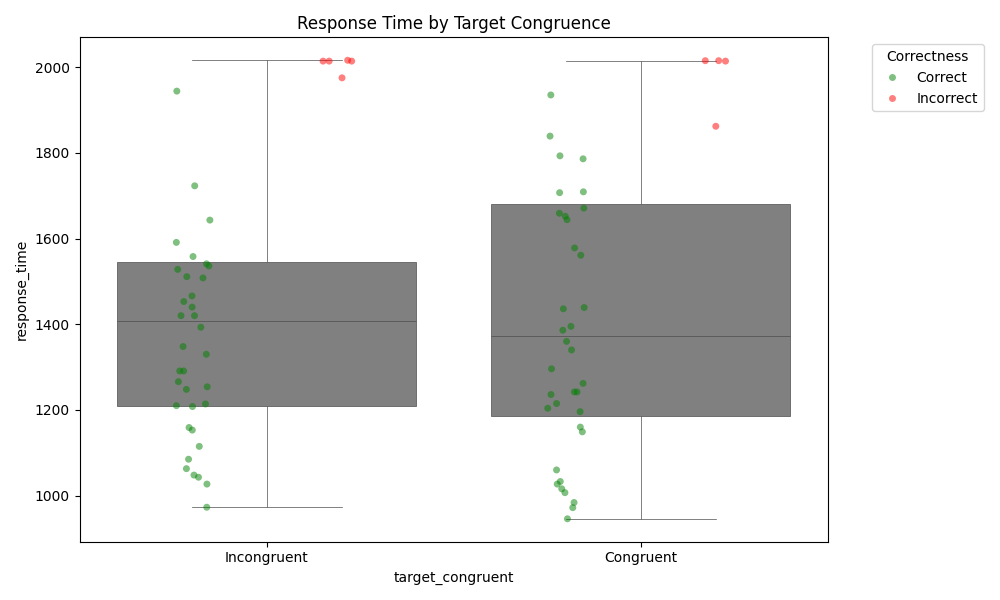 Response Time by Target Congruence
Correctness
Correct
Incorrect
response_time
2000
1800
1600
1400
1200
1000
Incongruent
Congruent
target_congruent